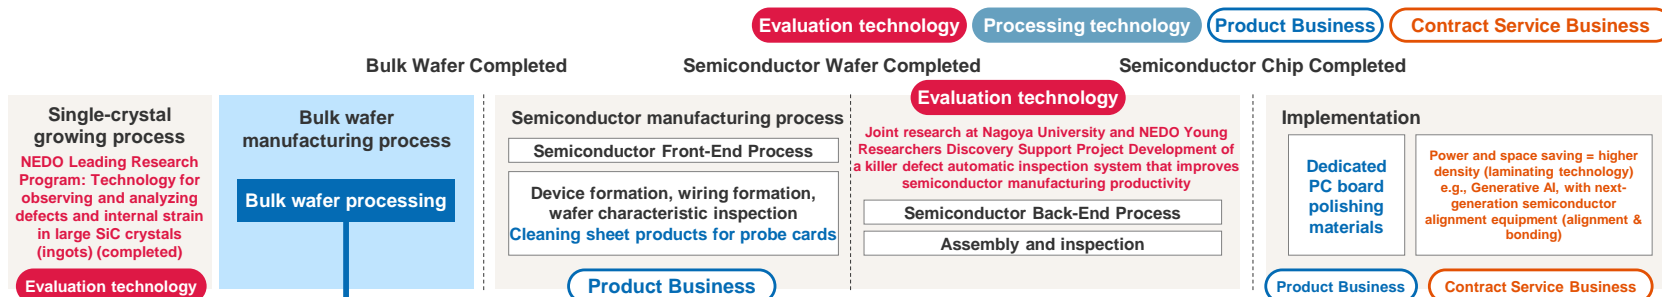 Evaluation technology
Processing technology
Product Business
Contract Service Business
Bulk Wafer Completed
Semiconductor Wafer Completed
Semiconductor Chip Completed
Single-crystal
growing process
NEDO Leading Research
Program: Technology for
observing and analyzing
defects and internal strain
in large SiC crystals
(ingots) (completed)
Evaluation technology
Bulk wafer
manufacturing process
Bulk wafer processing
Semiconductor manufacturing process
Semiconductor Front-End Process
Device formation, wiring formation,
wafer characteristic inspection
Cleaning sheet products for probe cards
Product Business
Evaluation technology
Joint research at Nagoya University and NEDO Young
Researchers Discovery Support Project Development of
a killer defect automatic inspection system that improves
semiconductor manufacturing productivity
Semiconductor Back-End Process
Assembly and inspection
Implementation
Dedicated
PC board
polishing
materials
Power and space saving = higher
density (laminating technology)
e.g., Generative AI, with next-
generation semiconductor
alignment equipment (alignment &
bonding)
Product Business
Contract Service Business